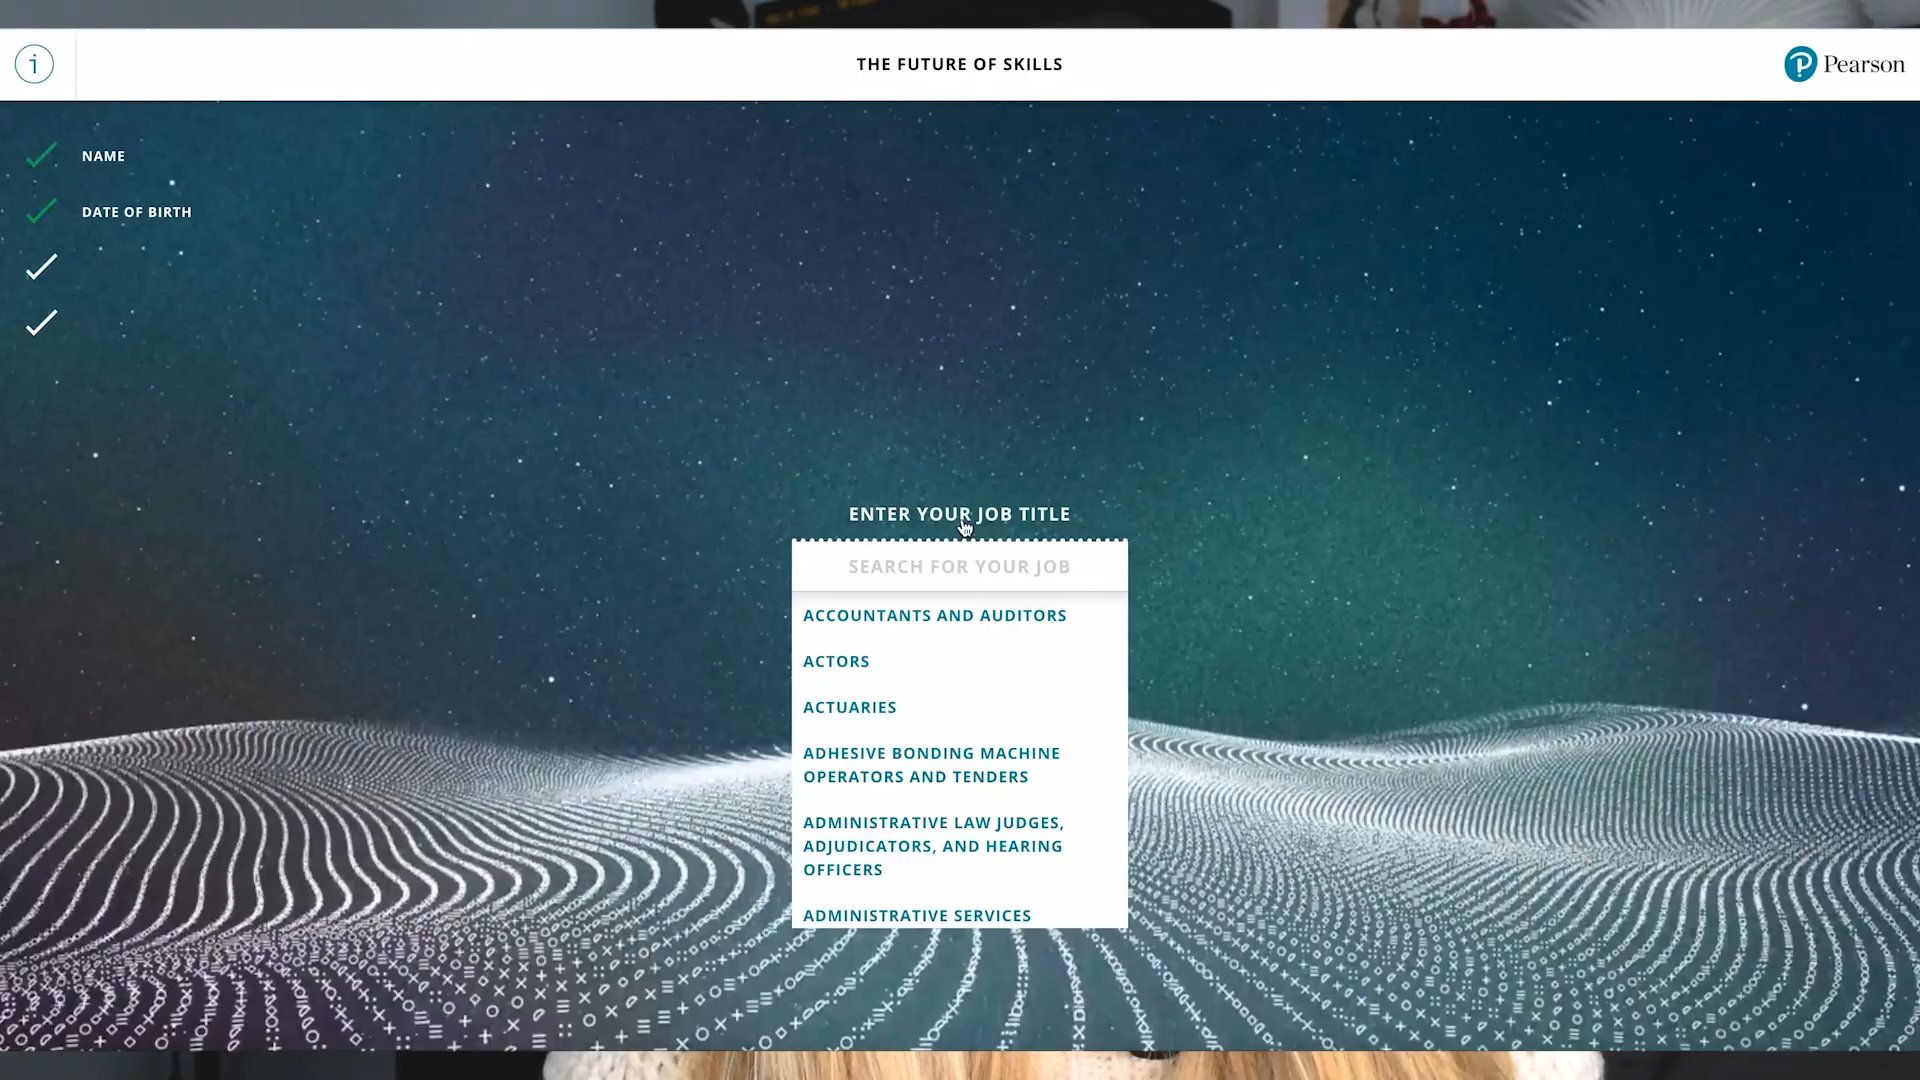 i
THE FUTURE OF SKILLS
Pearson
NAME
DATE OF BIRTH
ENTER YOUR JOB TITLE
SEARCH FOR YOUR JOB
ACCOUNTANTS AND AUDITORS
ACTORS
ACTUARIES
ADHESIVE BONDING MACHINE
OPERATORS AND TENDERS
ADMINISTRATIVE LAW JUDGES,
ADJUDICATORS, AND HEARING
OFFICERS
ADMINISTRATIVE SERVICES